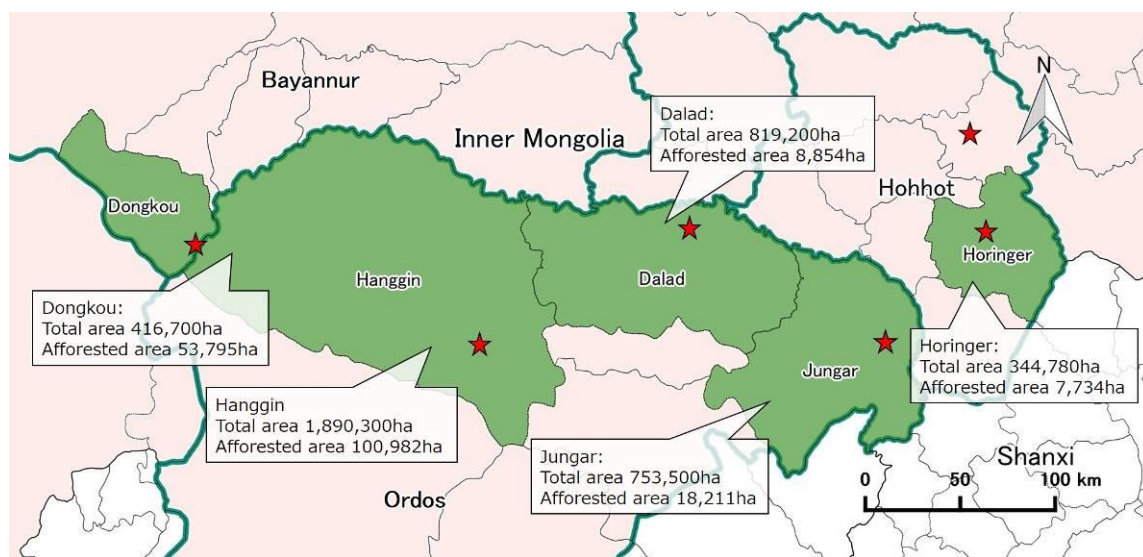 Bayannur
Inner Mongolia
Dalad:
Total area 819,200ha
Afforested area 8,854ha
N
Hohhot
Dongkou
Hanggin
Dalad
Horinger
Jungar
Dongkou:
Total area 416,700ha
Afforested area 53,795ha
Hanggin
Total area 1,890,300ha
Afforested area 100,982ha
Jungar:
Total area 753,500ha
Afforested area 18,211ha
Horinger:
Total area 344,780ha
Afforested area 7,734ha
Ordos
Shanxi
0 50 100 km